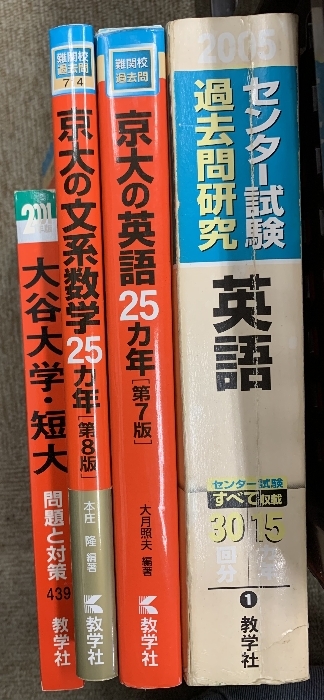 大谷大学・短大
問題と対策
439
教学社
難関校
過去問
74
京大の文系数学25カ年[第8版]
本庄 隆 編著
教学社
難関校
過去問
京大の英語25カ年[第7版]
大月照夫 編著
教学社
2005
センター試験
過去問研究
英語
センター試験
すべて収載
30回分
15
1
教学社